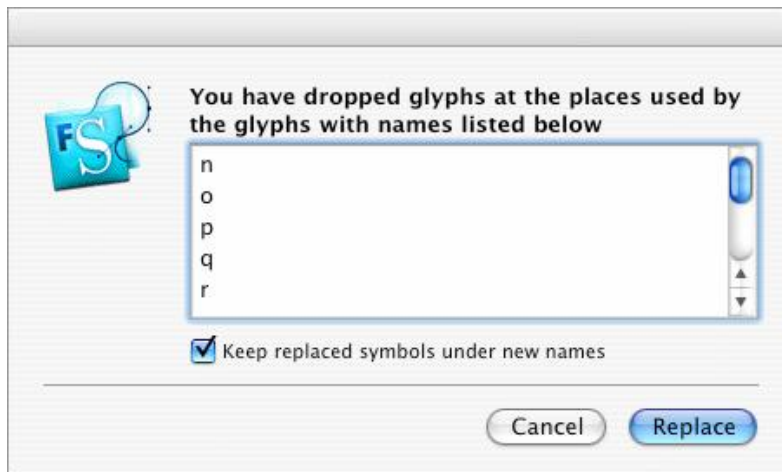 FS
You have dropped glyphs at the places used by
the glyphs with names listed below
n
o
p
q
r
Keep replaced symbols under new names
Cancel
Replace